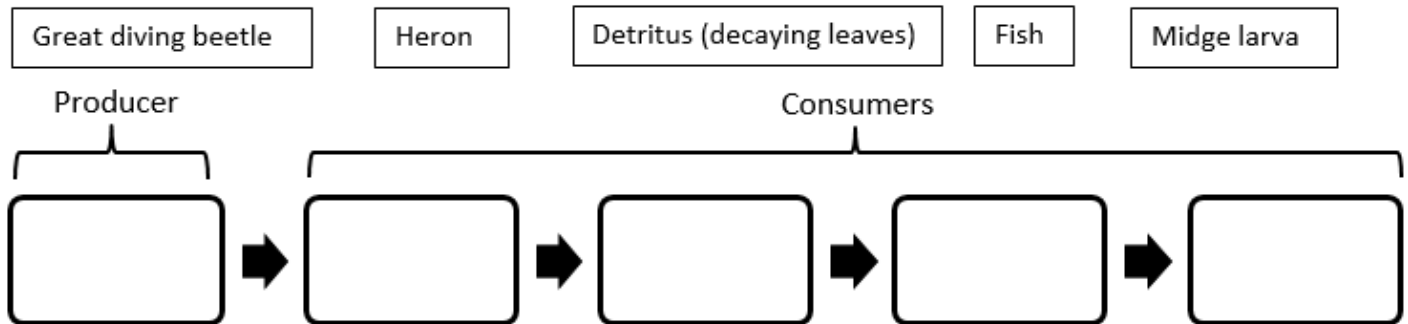 Great diving beetle
Heron
Detritus (decaying leaves)
Fish
Midge larva
Producer
Consumers